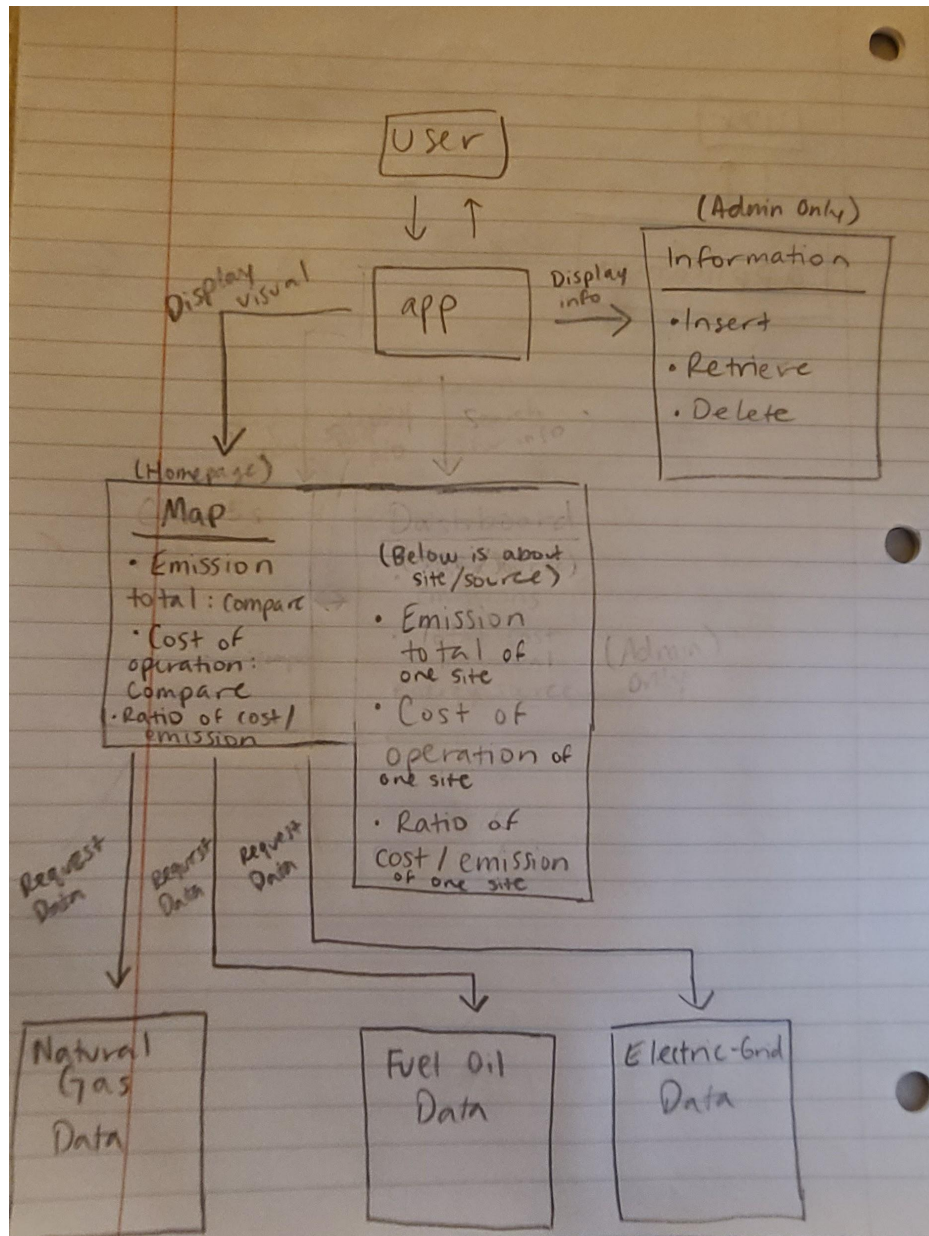 User
(Admin Only)
Information
• Insert
• Retrieve
• Delete
Display
visual
app
Display
info
(Homepage)
Map
• Emission
total: Compare
• Cost of
operation:
Compare
• Ratio of cost/
emission
Dashboard
(Below is about
site/source)
• Emission
total of
one site
• Cost of
operation of
one site
• Ratio of
cost/emission
of one site
(Admin
only)
Request
Data
Request
Data
Request
Data
Natural
Gas
Data
Fuel Oil
Data
Electric-Grid
Data